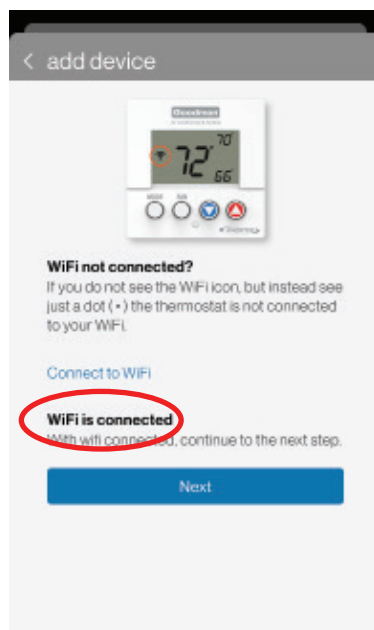 < add device
Goodman
72 70
66
MODE FAN
WiFi not connected?
If you do not see the WiFi icon, but instead see
just a dot ( • ) the thermostat is not connected
to your WiFi.
Connect to WiFi
WiFi is connected
With wifi connected, continue to the next step.
Next